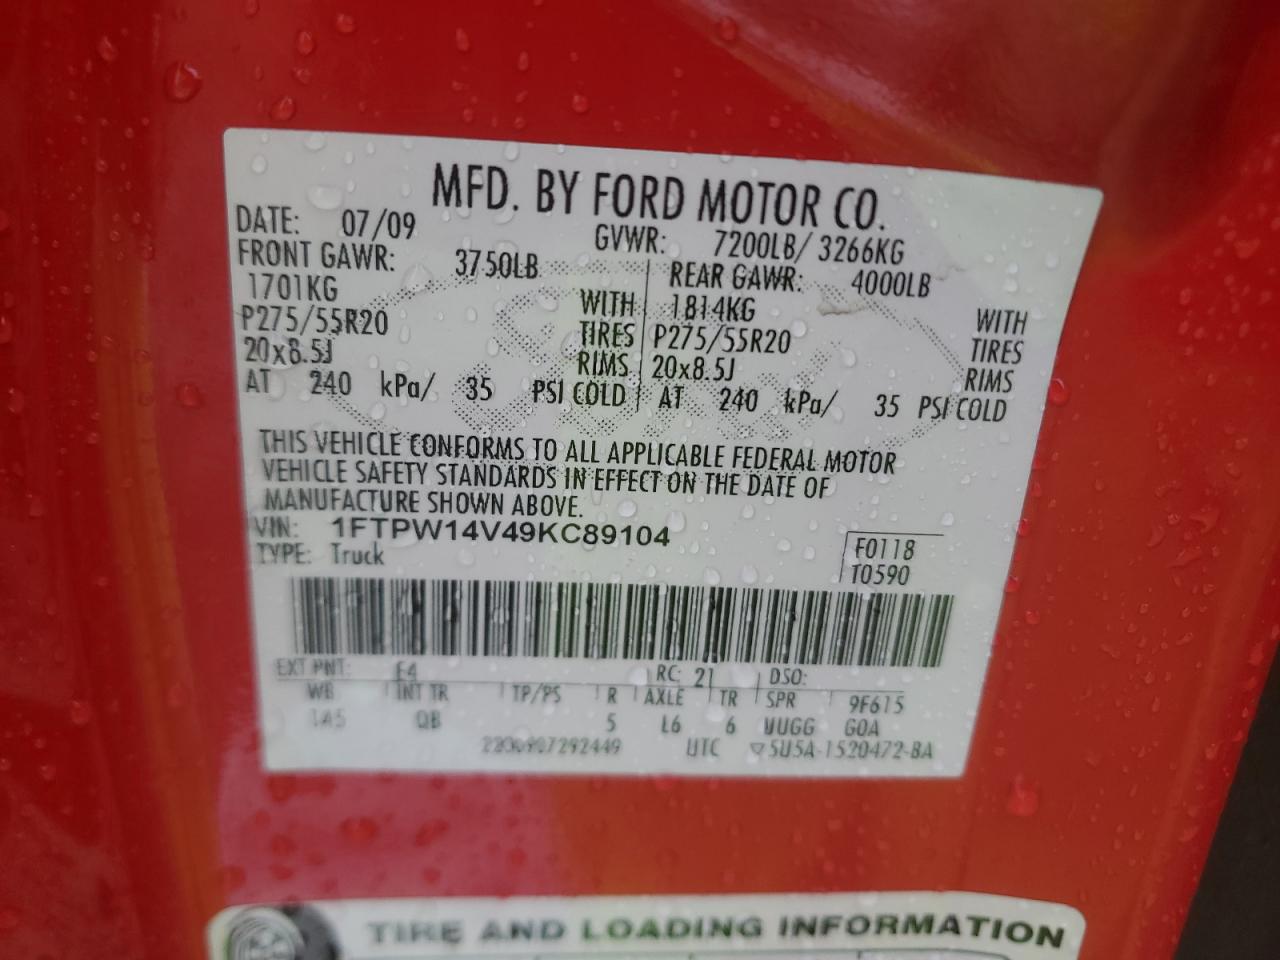 MFD. BY FORD MOTOR CO.
DATE: 07/09 GVWR: 7200LB/ 3266KG
FRONT GAWR: 3750LB REAR GAWR: 4000LB
1701KG WITH 1814KG WITH
P275/55R20 TIRES P275/55R20 TIRES
20x8.5J RIMS 20x8.5J RIMS
AT 240 kPa/ 35 PSI COLD AT 240 kPa/ 35 PSI COLD
THIS VEHICLE CONFORMS TO ALL APPLICABLE FEDERAL MOTOR
VEHICLE SAFETY STANDARDS IN EFFECT ON THE DATE OF
MANUFACTURE SHOWN ABOVE.
VIN: 1FTPW14V49KC89104
TYPE: Truck F0118
T0590
EXT PNT: E4 RC: 21 DSO:
WB INT TR TP/PS R AXLE TR SPR 9F615
145 QB 5 L6 6 UUGG GOA
UTC ▽5U5A-1520472-BA
TIRE AND LOADING INFORMATION